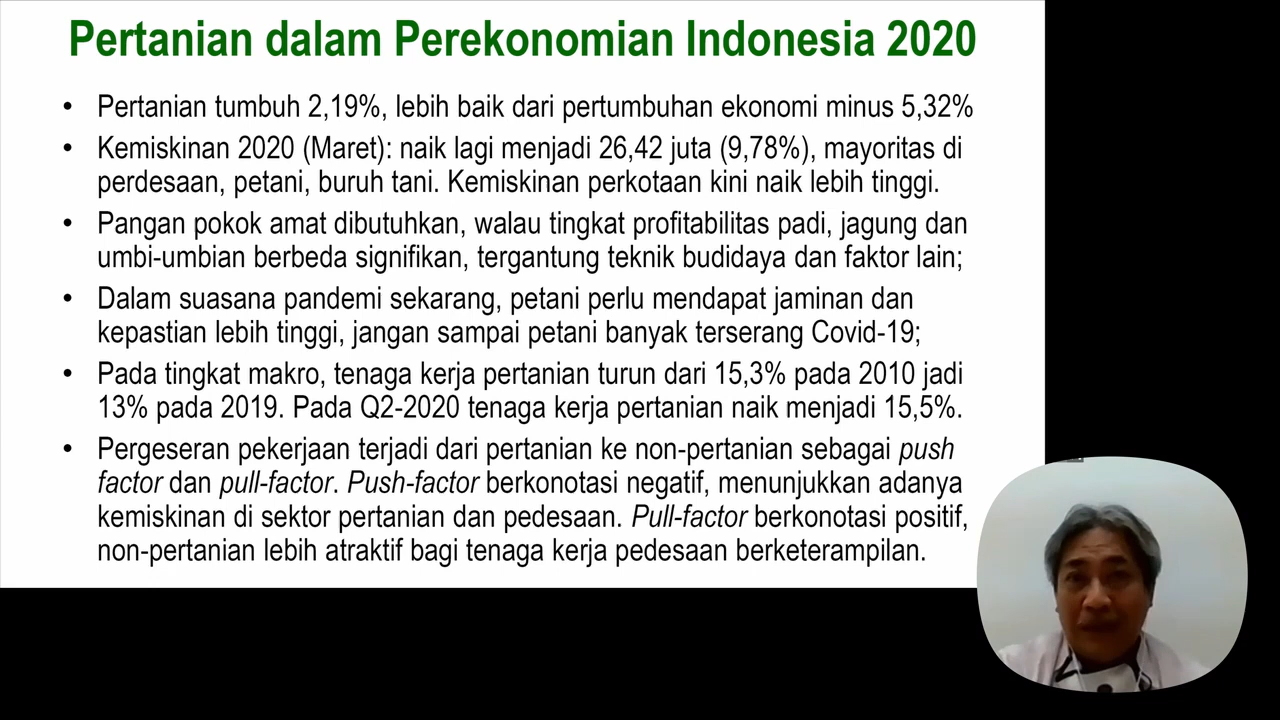 Pertanian dalam Perekonomian Indonesia 2020
• Pertanian tumbuh 2,19%, lebih baik dari pertumbuhan ekonomi minus 5,32%
• Kemiskinan 2020 (Maret): naik lagi menjadi 26,42 juta (9,78%), mayoritas di
perdesaan, petani, buruh tani. Kemiskinan perkotaan kini naik lebih tinggi.
• Pangan pokok amat dibutuhkan, walau tingkat profitabilitas padi, jagung dan
umbi-umbian berbeda signifikan, tergantung teknik budidaya dan faktor lain;
• Dalam suasana pandemi sekarang, petani perlu mendapat jaminan dan
kepastian lebih tinggi, jangan sampai petani banyak terserang Covid-19;
• Pada tingkat makro, tenaga kerja pertanian turun dari 15,3% pada 2010 jadi
13% pada 2019. Pada Q2-2020 tenaga kerja pertanian naik menjadi 15,5%.
• Pergeseran pekerjaan terjadi dari pertanian ke non-pertanian sebagai push
factor dan pull-factor. Push-factor berkonotasi negatif, menunjukkan adanya
kemiskinan di sektor pertanian dan pedesaan. Pull-factor berkonotasi positif,
non-pertanian lebih atraktif bagi tenaga kerja pedesaan berketerampilan.